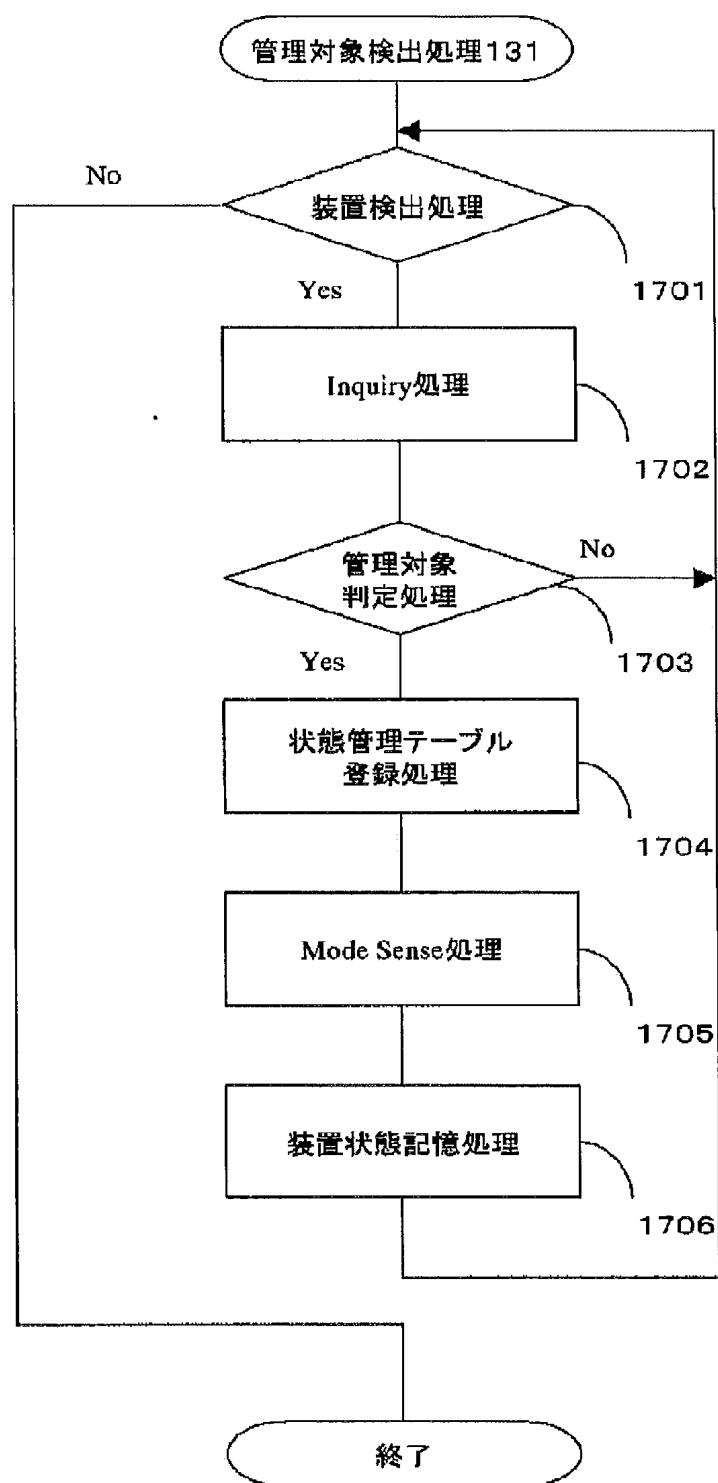 管理対象検出処理131
No
装置検出処理
1701
Yes
Inquiry処理
1702
管理対象
判定処理
No
1703
Yes
状態管理テーブル
登録処理
1704
Mode Sense処理
1705
装置状態記憶処理
1706
終了